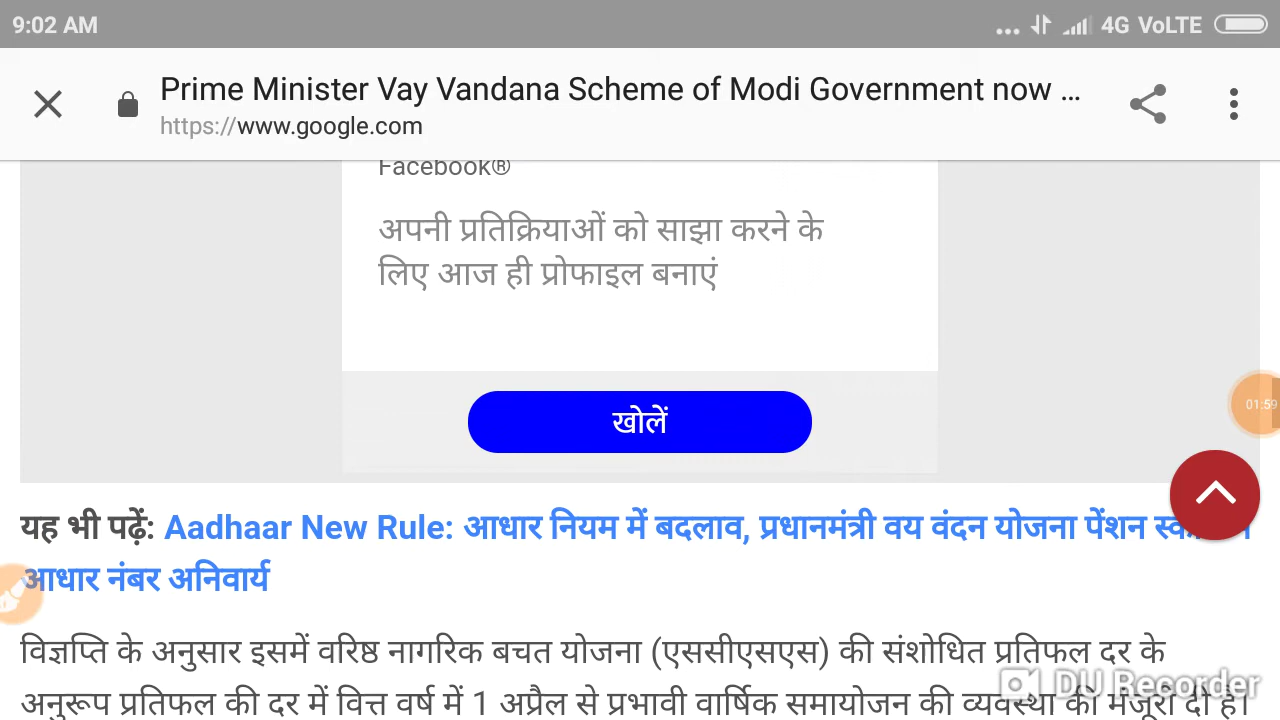 9:02 AM
4G VoLTE
Prime Minister Vay Vandana Scheme of Modi Government now ...
https://www.google.com
Facebook®
अपनी प्रतिक्रियाओं को साझा करने के
लिए आज ही प्रोफाइल बनाएं
खोलें
01:59
यह भी पढ़ें: Aadhaar New Rule: आधार नियम में बदलाव, प्रधानमंत्री वय वंदन योजना पेंशन
आधार नंबर अनिवार्य
विज्ञप्ति के अनुसार इसमें वरिष्ठ नागरिक बचत योजना (एससीएसएस) की संशोधित प्रतिफल दर के
अनुरूप प्रतिफल की दर में वित्त वर्ष में 1 अप्रैल से प्रभावी वार्षिक समायोजन की व्यवस्था की मंजूरी दी है।
DU Recorder